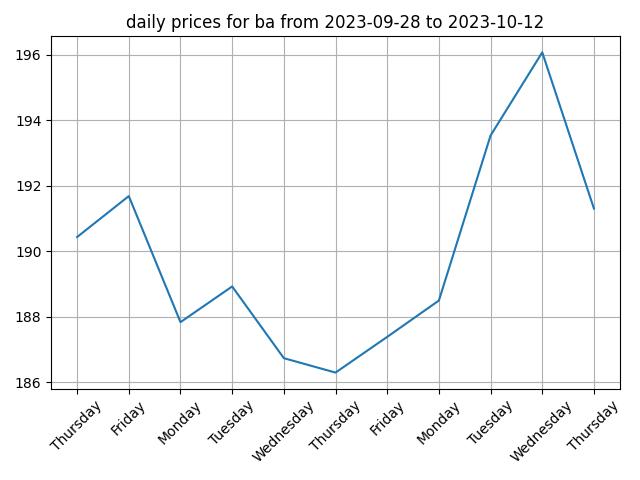 daily prices for ba from 2023-09-28 to 2023-10-12
196
194
192
190
188
186
Thursday
Friday
Monday
Tuesday
Wednesday
Thursday
Friday
Monday
Tuesday
Wednesday
Thursday